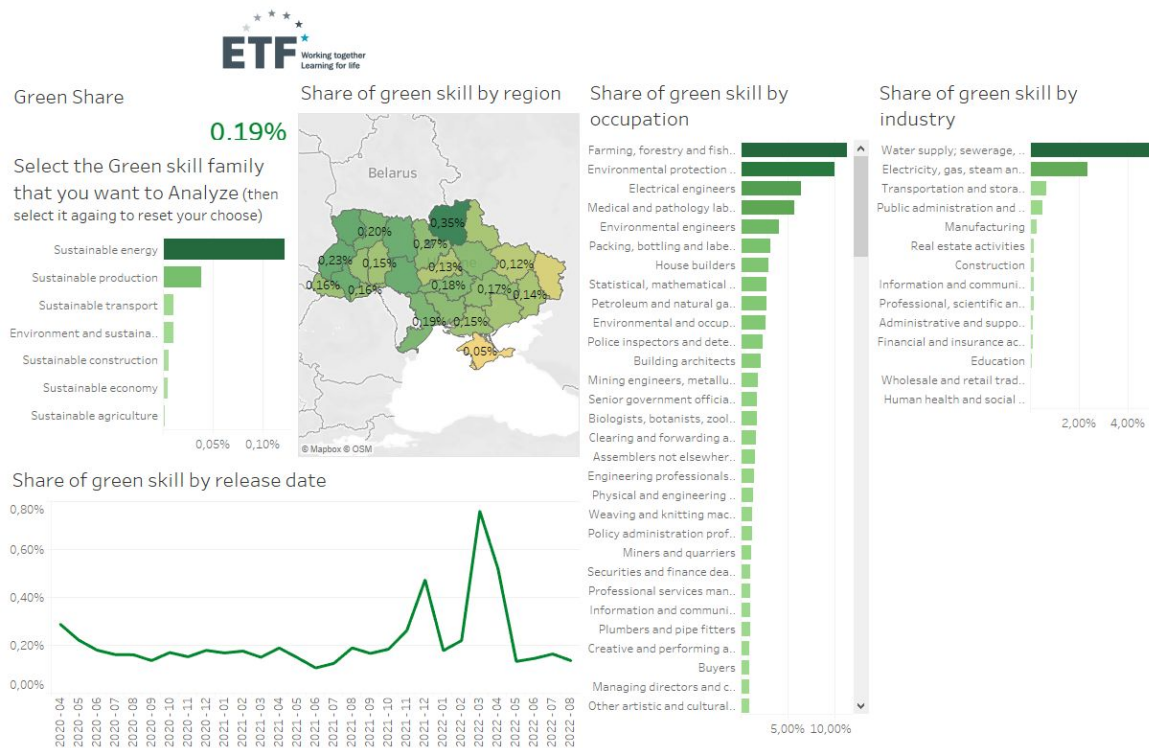 ETF
Working together
Learning for life
Green Share
0.19%
Select the Green skill family
that you want to Analyze (then
select it againg to reset your choose)
Sustainable energy
Sustainable production
Sustainable transport
Environment and sustaina..
Sustainable construction
Sustainable economy
Sustainable agriculture
0,05%
0,10%
Share of green skill by region
Belarus
0,35%
0,20%
0,27%
0,23%
0,15%
0,13%
0,12%
0,16%
0,16%
0,18%
0,17%
0,14%
0,19%
0,15%
0,05%
© Mapbox © OSM
Share of green skill by
occupation
Farming, forestry and fish..
Environmental protection ..
Electrical engineers
Medical and pathology lab..
Environmental engineers
Packing, bottling and labe..
House builders
Statistical, mathematical ..
Petroleum and natural ga..
Environmental and occup..
Police inspectors and dete..
Building architects
Mining engineers, metallu..
Senior government officia..
Biologists, botanists, zool..
Clearing and forwarding a..
Assemblers not elsewher..
Engineering professionals..
Physical and engineering ..
Weaving and knitting mac..
Policy administration prof..
Miners and quarriers
Securities and finance dea..
Professional services man..
Information and communi..
Plumbers and pipe fitters
Creative and performing a..
Buyers
Managing directors and c..
Other artistic and cultural..
5,00%
10,00%
Share of green skill by
industry
Water supply; sewerage, ..
Electricity, gas, steam an..
Transportation and stora..
Public administration and ..
Manufacturing
Real estate activities
Construction
Information and communi..
Professional, scientific an..
Administrative and suppo..
Financial and insurance ac..
Education
Wholesale and retail trad..
Human health and social ..
2,00%
4,00%
Share of green skill by release date
0,80%
0,60%
0,40%
0,20%
0,00%
2020 - 04
2020 - 05
2020 - 06
2020 - 07
2020 - 08
2020 - 09
2020 - 10
2020 - 11
2020 - 12
2021 - 01
2021 - 02
2021 - 03
2021 - 04
2021 - 05
2021 - 06
2021 - 07
2021 - 08
2021 - 09
2021 - 10
2021 - 11
2021 - 12
2022 - 01
2022 - 02
2022 - 03
2022 - 04
2022 - 05
2022 - 06
2022 - 07
2022 - 08